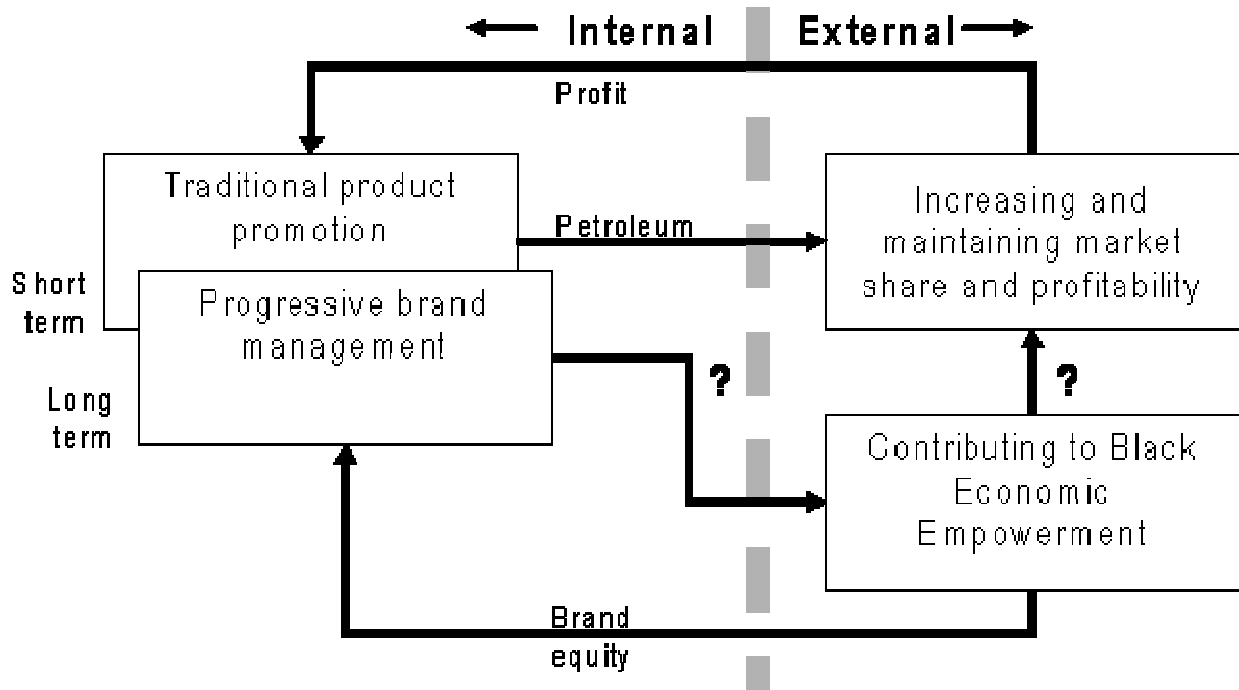 Internal
External
Profit
Traditional product
promotion
Petroleum
Increasing and
maintaining market
share and profitability
Short
term
Progressive brand
management
?
?
Long
term
Contributing to Black
Economic
Empowerment
Brand
equity